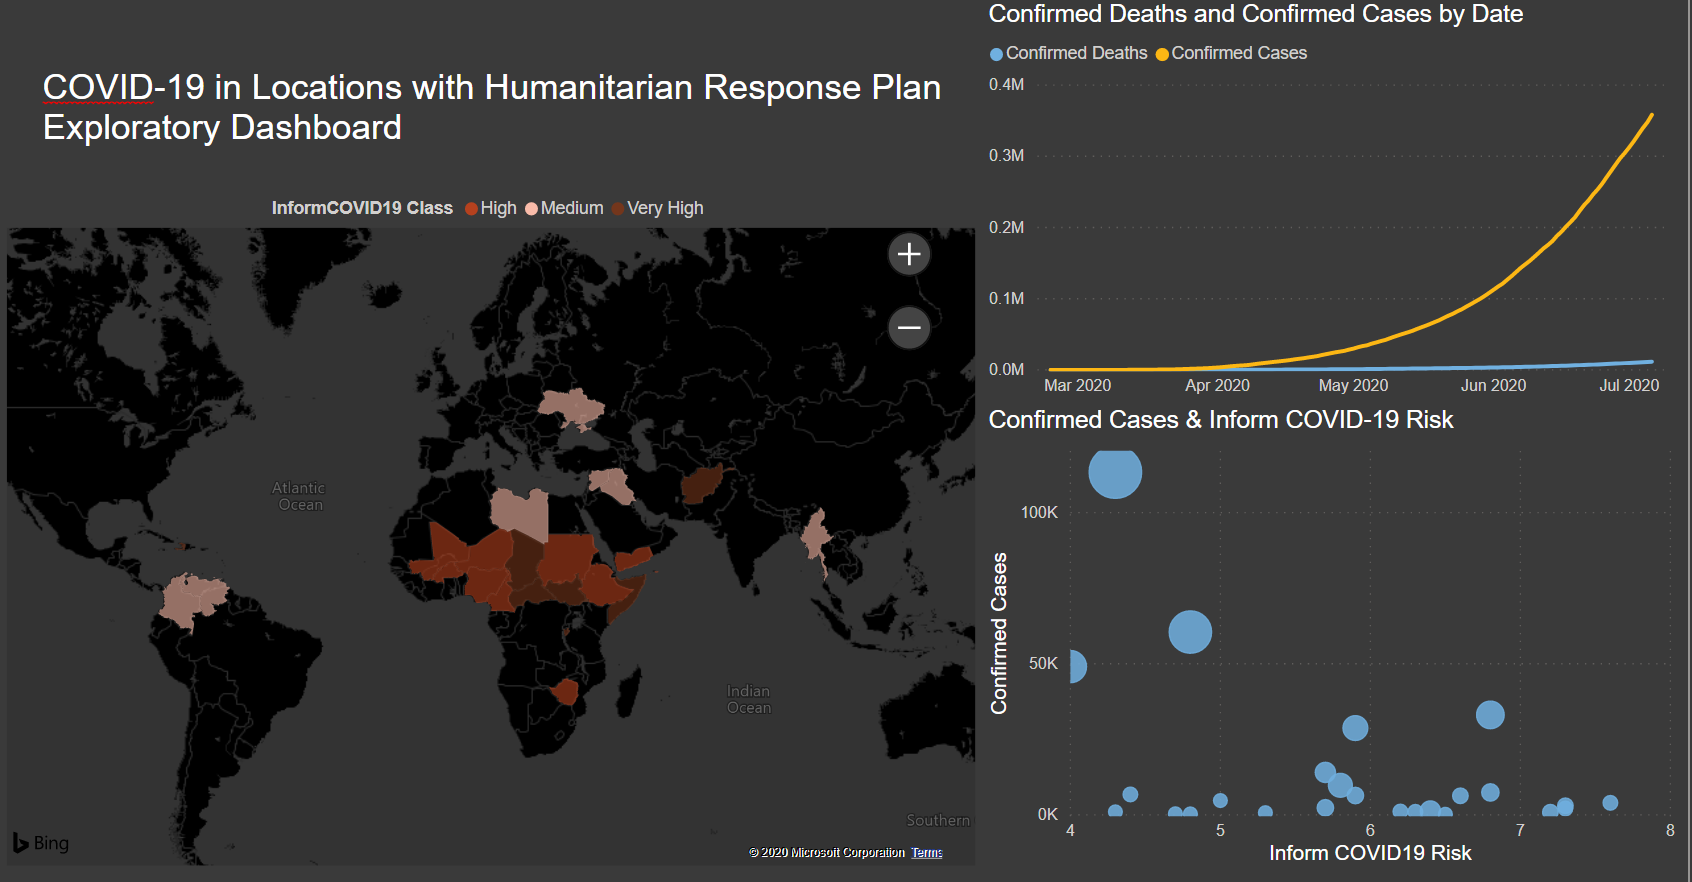 COVID-19 in Locations with Humanitarian Response Plan
Exploratory Dashboard
InformCOVID19 Class High Medium Very High
Atlantic
Ocean
Indian
Ocean
Southern
Bing
© 2020 Microsoft Corporation Terms
Confirmed Deaths and Confirmed Cases by Date
Confirmed Deaths Confirmed Cases
0.4M
0.3M
0.2M
0.1M
0.0M
Mar 2020 Apr 2020 May 2020 Jun 2020 Jul 2020
Confirmed Cases & Inform COVID-19 Risk
Confirmed Cases
100K
50K
0K
4 5 6 7 8
Inform COVID19 Risk